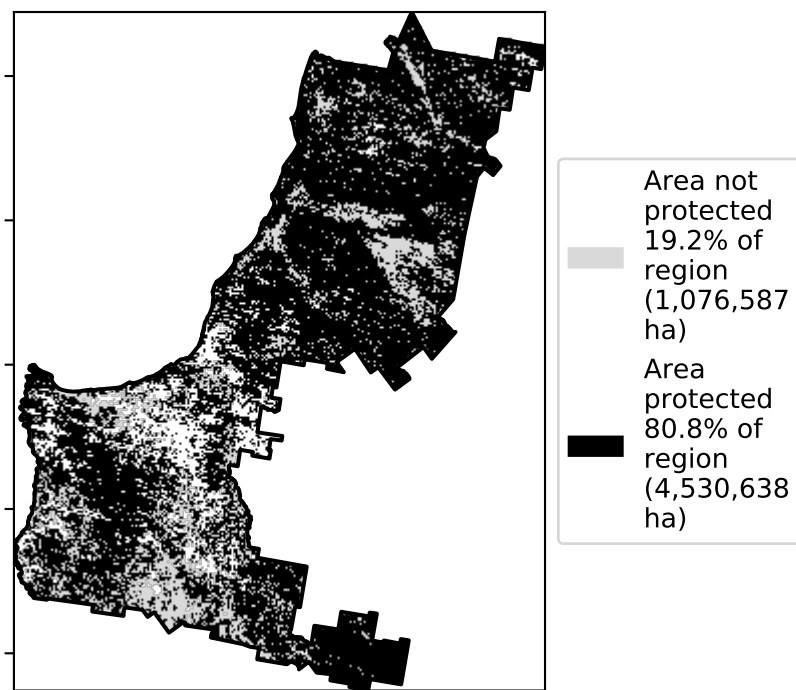 Area not
protected
19.2% of
region
(1,076,587
ha)
Area
protected
80.8% of
region
(4,530,638
ha)